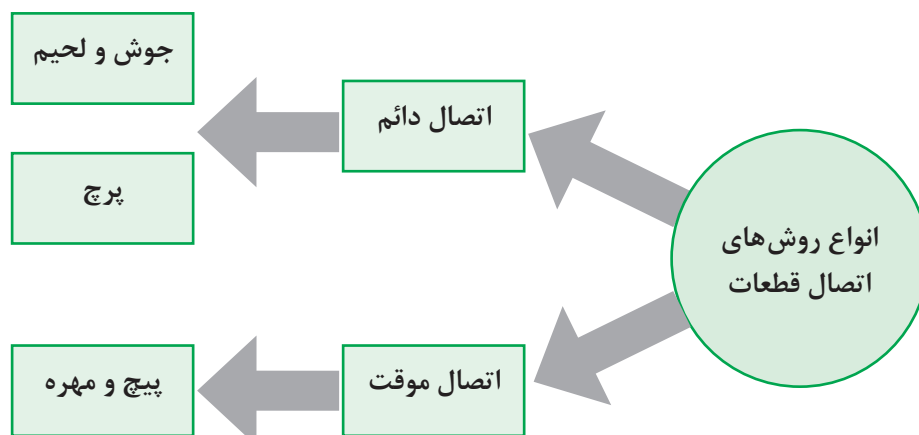 انواع روش‌های
اتصال قطعات
اتصال دائم
جوش و لحیم
پرچ
اتصال موقت
پیچ و مهره